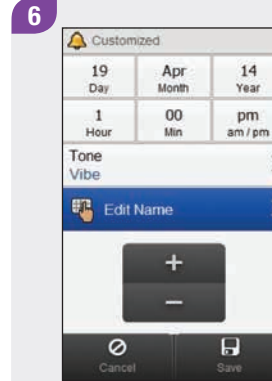 6
Customized
19 Apr 14
Day Month Year
1 00 pm
Hour Min am / pm
Tone
Vibe
Edit Name
+
−
Cancel Save